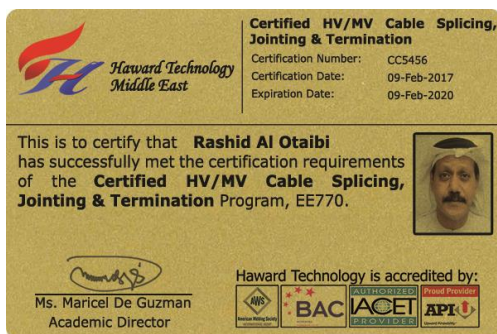 Haward Technology
Middle East
Certified HV/MV Cable Splicing,
Jointing & Termination
Certification Number: CC5456
Certification Date: 09-Feb-2017
Expiration Date: 09-Feb-2020
This is to certify that Rashid Al Otaibi
has successfully met the certification requirements
of the Certified HV/MV Cable Splicing,
Jointing & Termination Program, EE770.
Ms. Maricel De Guzman
Academic Director
Haward Technology is accredited by:
AWS
American Welding Society
BAC
AUTHORIZED
IACET
PROVIDER
Proud Provider
API